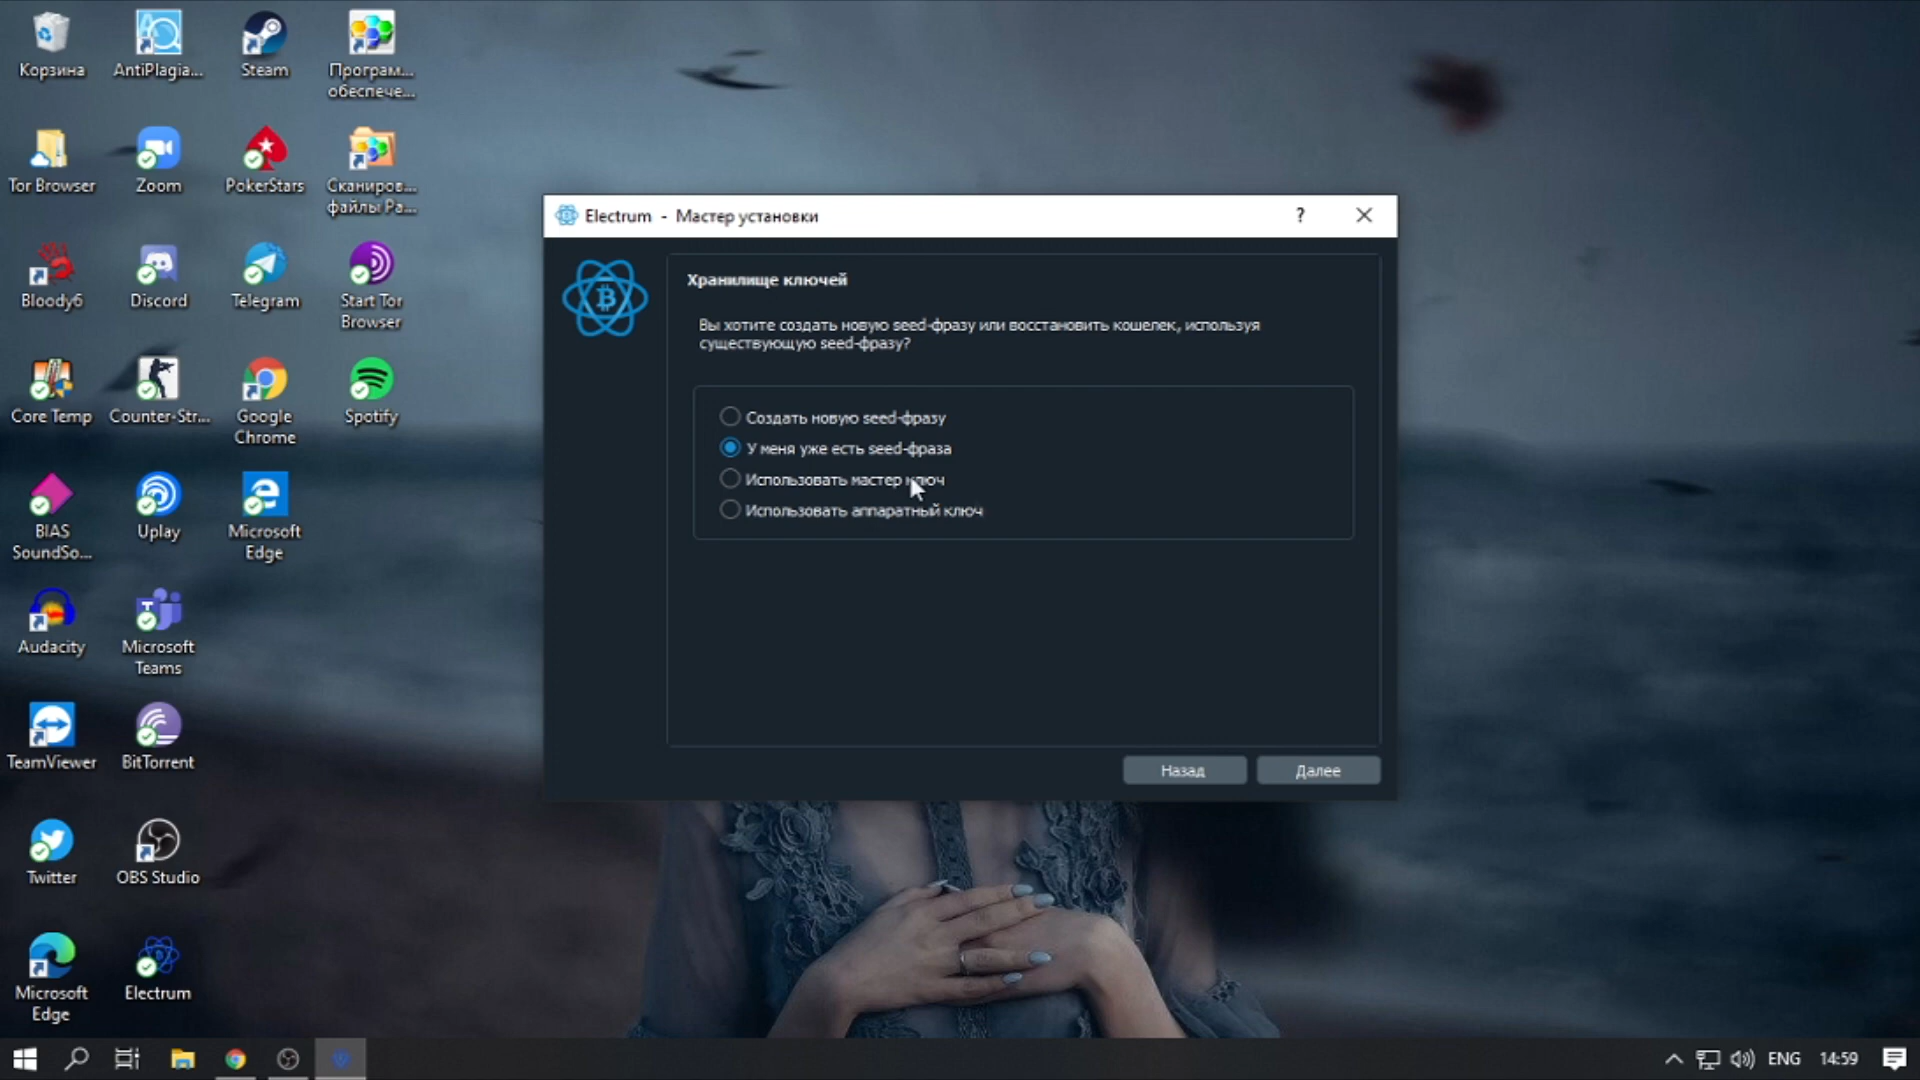 Корзина
AntiPlagia...
Steam
Програм...
обеспече...
Tor Browser
Zoom
PokerStars
Сканиров...
файлы Pa...
Bloody6
Discord
Telegram
Start Tor
Browser
Core Temp
Counter-Str...
Google
Chrome
Spotify
BIAS
SoundSo...
Uplay
Microsoft
Edge
Audacity
Microsoft
Teams
TeamViewer
BitTorrent
Twitter
OBS Studio
Microsoft
Edge
Electrum
Electrum - Мастер установки
?
Хранилище ключей
Вы хотите создать новую seed-фразу или восстановить кошелек, используя
существующую seed-фразу?
Создать новую seed-фразу
У меня уже есть seed-фраза
Использовать мастер ключ
Использовать аппаратный ключ
Назад
Далее
ENG
14:59